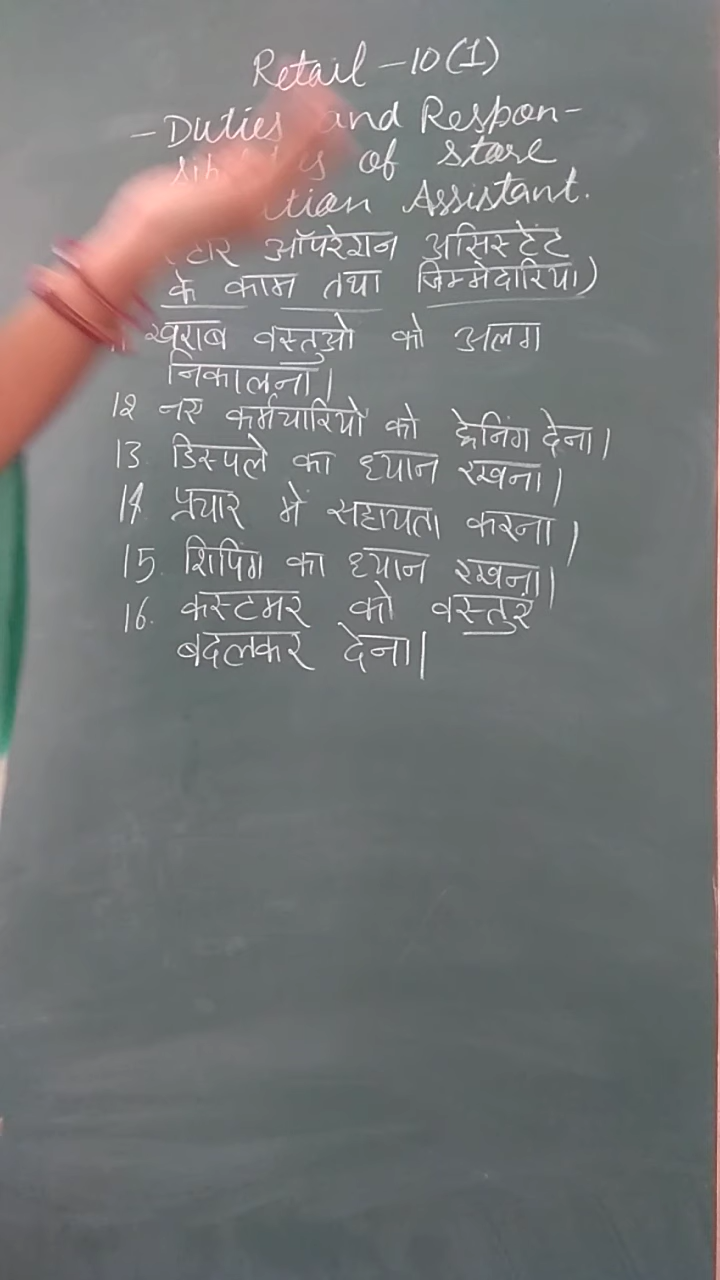 Retail - 10 (1)
- Duties and Respon-
of store
Assistant.
ऑपरेशन असिस्टेंट
के काम तथा जिम्मेदारिया)
खराब वस्तुओ को अलग
निकालना।
12 नए कर्मचारियों को ट्रेनिंग देना।
13. डिस्पले का ध्यान रखना।
14 प्रचार में सहायता करना।
15. शिपिंग का ध्यान रखना।
16. कस्टमर को वस्तुए
बदलकर देना।